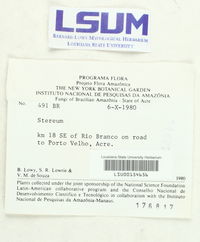 LSUM
BERNARD LOWY MYCOLOGICAL HERBARIUM
LOUISIANA STATE UNIVERSITY
PROGRAMA FLORA
Projeto Flora Amazônica
THE NEW YORK BOTANICAL GARDEN
INSTITUTO NACIONAL DE PESQUISAS DA AMAZÔNIA
Fungi of Brazilian Amazonia - State of Acre
No. 491 BR 6-X-1980
Stereum
km 18 SE of Rio Branco on road
to Porto Velho, Acre.
Louisiana State University Herbarium
B. Lowy, S. R. Lowrie &
V. M. de Souza
1980
Plants collected under the joint sponsorship of the National Science Foundation
Latin-American collaborative program and the Conselho Nacional de
Desenvolvimento Científico e Tecnológico in collaboration with the Instituto
Nacional de Pesquisas da Amazônia-Manaus.
176817